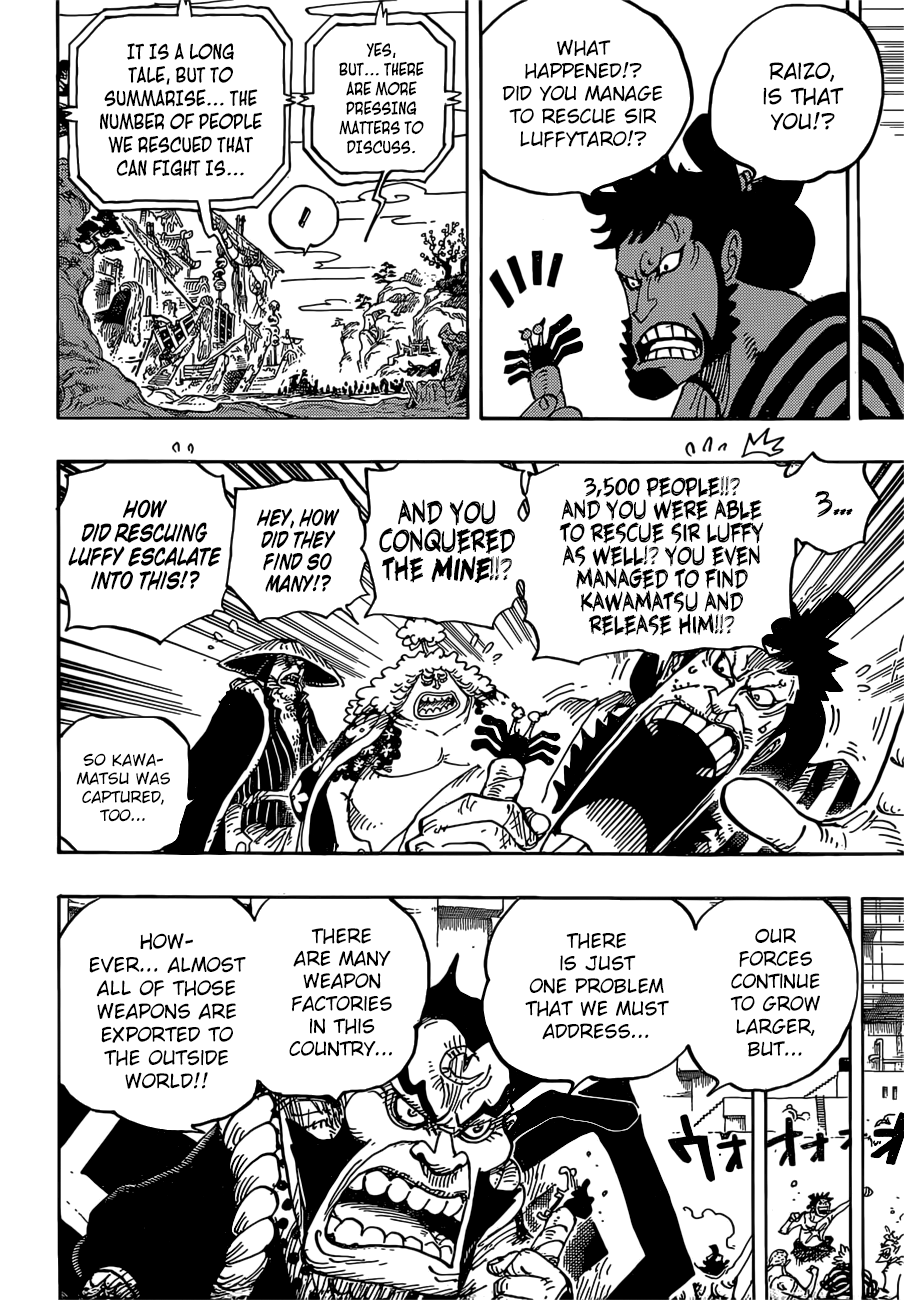 RAIZO,
IS THAT
YOU!?
WHAT
HAPPENED!?
DID YOU MANAGE
TO RESCUE SIR
LUFFYTARO!?
YES,
BUT... THERE
ARE MORE
PRESSING
MATTERS TO
DISCUSS.
IT IS A LONG
TALE, BUT TO
SUMMARISE... THE
NUMBER OF PEOPLE
WE RESCUED THAT
CAN FIGHT IS...
3...
3,500 PEOPLE!!?
AND YOU WERE ABLE
TO RESCUE SIR LUFFY
AS WELL!? YOU EVEN
MANAGED TO FIND
KAWAMATSU AND
RELEASE HIM!!?
AND YOU
CONQUERED
THE MINE!!?
HEY, HOW
DID THEY
FIND SO
MANY!?
HOW
DID RESCUING
LUFFY ESCALATE
INTO THIS!?
SO KAWA-
MATSU WAS
CAPTURED,
TOO...
OUR
FORCES
CONTINUE
TO GROW
LARGER,
BUT...
THERE
IS JUST
ONE PROBLEM
THAT WE MUST
ADDRESS...
THERE
ARE MANY
WEAPON
FACTORIES
IN THIS
COUNTRY...
HOW-
EVER... ALMOST
ALL OF THOSE
WEAPONS ARE
EXPORTED TO
THE OUTSIDE
WORLD!!
ウォオォオォ